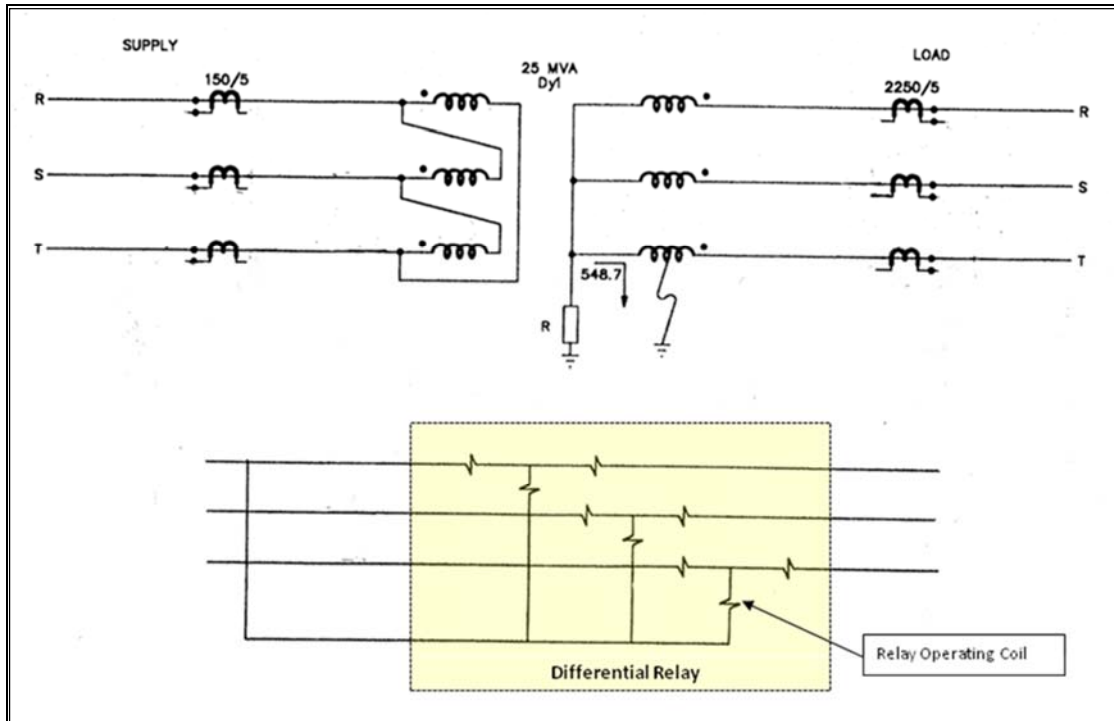 SUPPLY
LOAD
25 MVA
Dy1
150/5
2250/5
R
R
S
S
T
T
548.7
R
Relay Operating Coil
Differential Relay